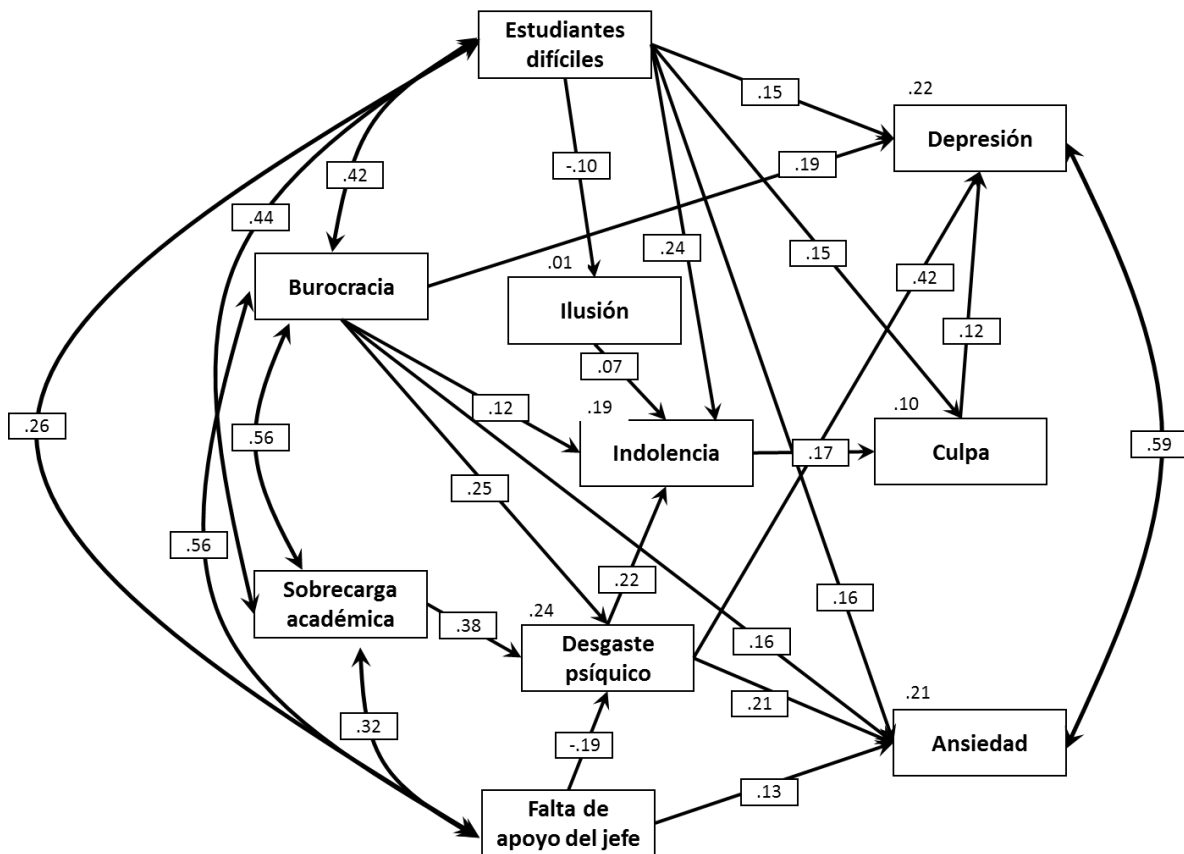 Estudiantes
difíciles
.15
.22
Depresión
-.10
.19
.42
.44
.24
.01
.15
.42
Burocracia
Ilusión
.12
.07
.26
.12
.19
.10
.56
Indolencia
.17
Culpa
.59
.25
.56
.22
.16
Sobrecarga
académica
.38
.24
.16
Desgaste
psíquico
.21
.21
.32
-.19
Ansiedad
.13
Falta de
apoyo del jefe